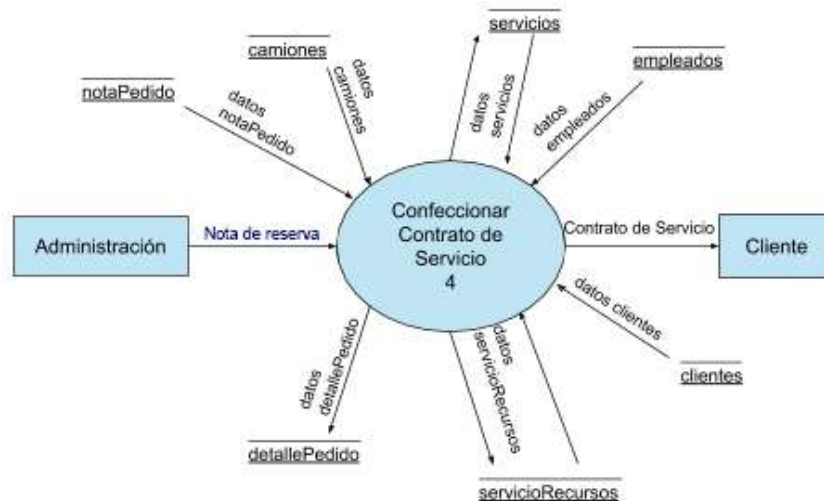 servicios
camiones
empleados
notaPedido
datos
camiones
datos
servicios
datos
empleados
datos
notaPedido
Confeccionar
Contrato de
Servicio
4
Administración
Nota de reserva
Contrato de Servicio
Cliente
datos clientes
clientes
datos
detallePedido
datos
servicioRecursos
detallePedido
servicioRecursos